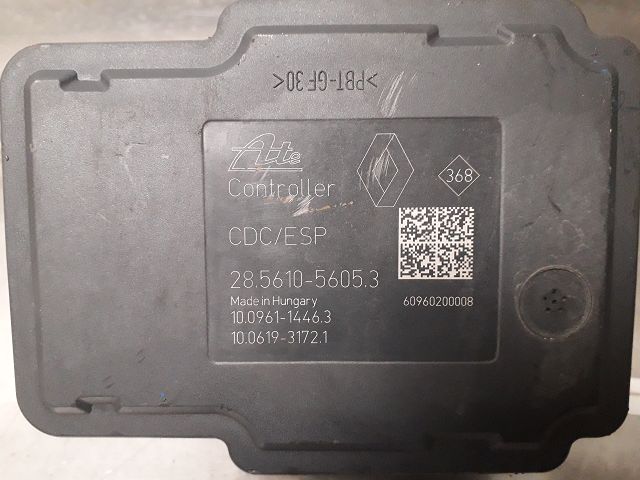 >PBT-GF30<
Ate
368
Controller
CDC/ESP
28.5610-5605.3
Made in Hungary
60960200008
10.0961-1446.3
10.0619-3172.1